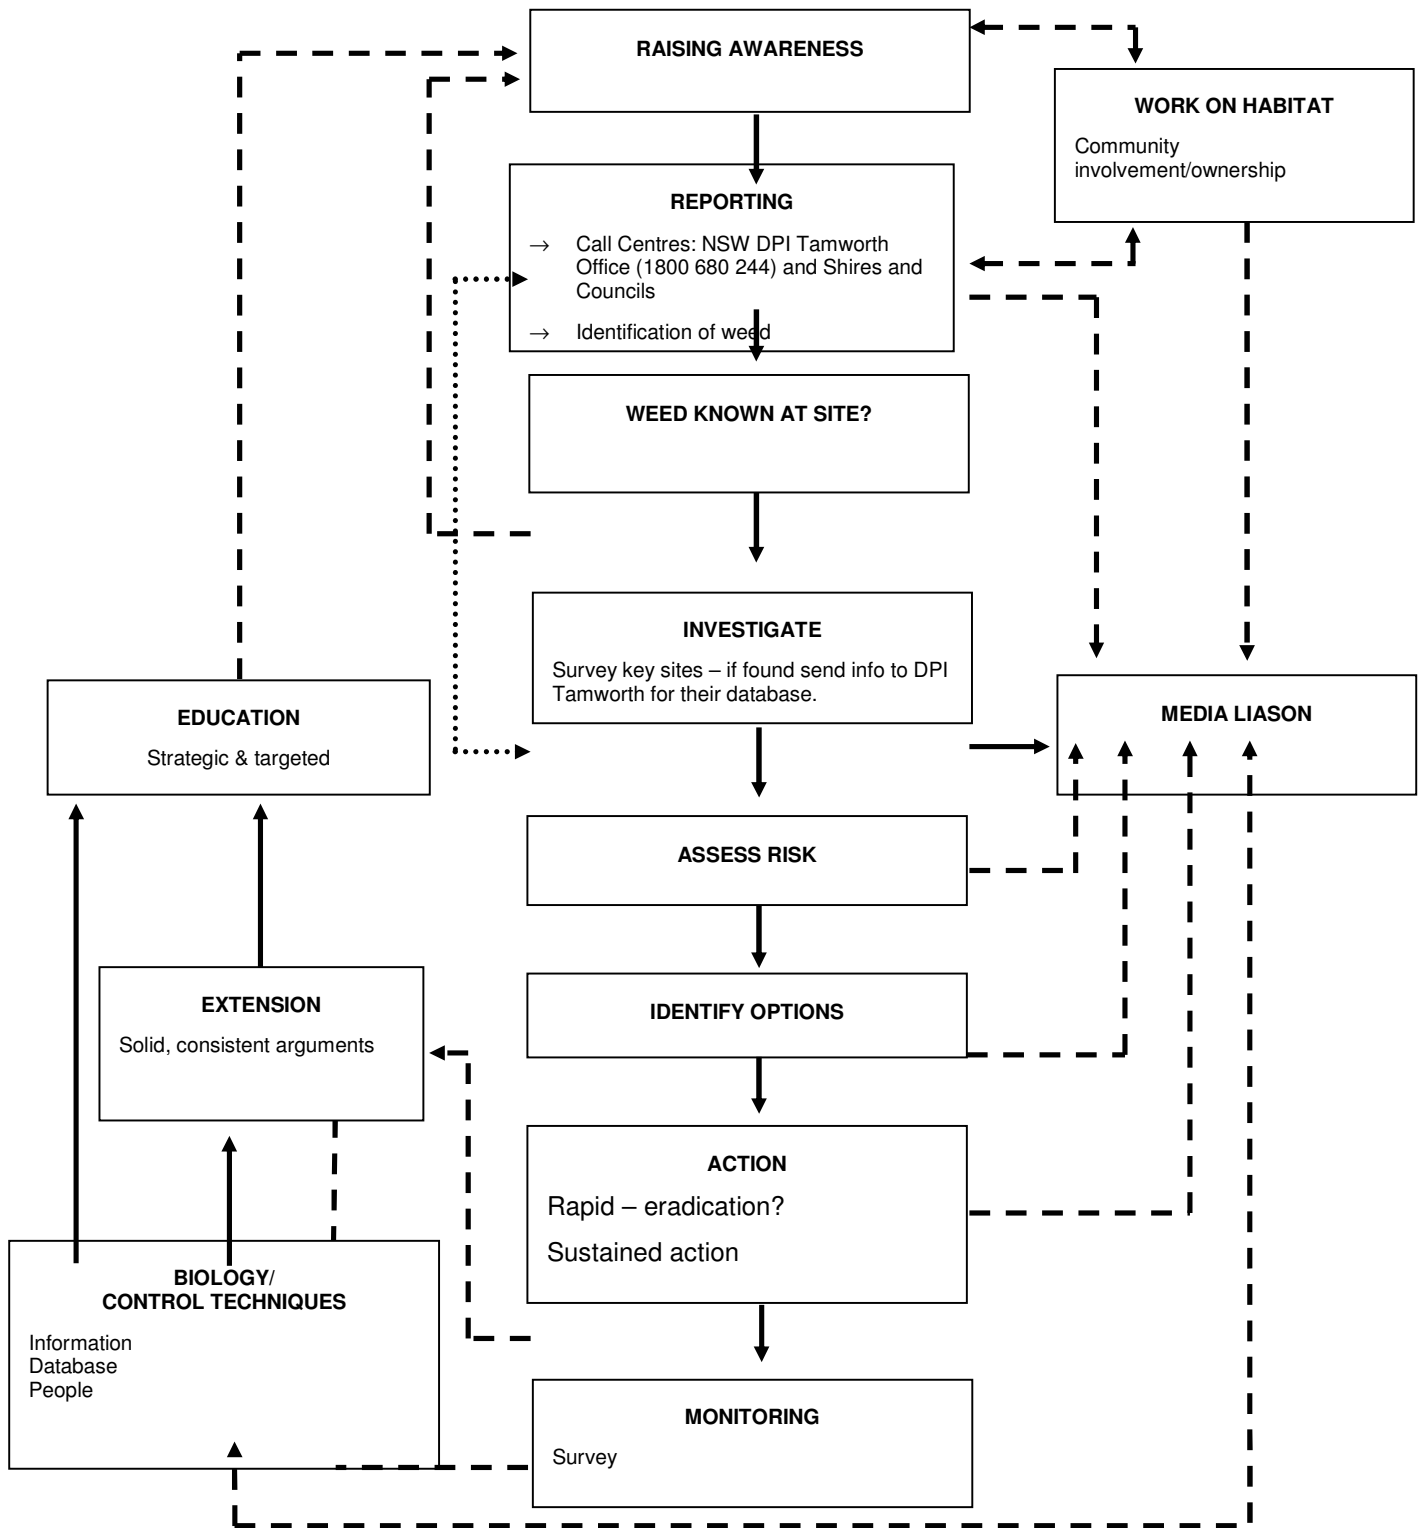 RAISING AWARENESS
WORK ON HABITAT
Community
involvement/ownership
REPORTING
→ Call Centres: NSW DPI Tamworth
Office (1800 680 244) and Shires and
Councils
→ Identification of weed
WEED KNOWN AT SITE?
INVESTIGATE
Survey key sites – if found send info to DPI
Tamworth for their database.
EDUCATION
Strategic & targeted
MEDIA LIASON
ASSESS RISK
EXTENSION
Solid, consistent arguments
IDENTIFY OPTIONS
ACTION
Rapid – eradication?
Sustained action
BIOLOGY/
CONTROL TECHNIQUES
Information
Database
People
MONITORING
Survey